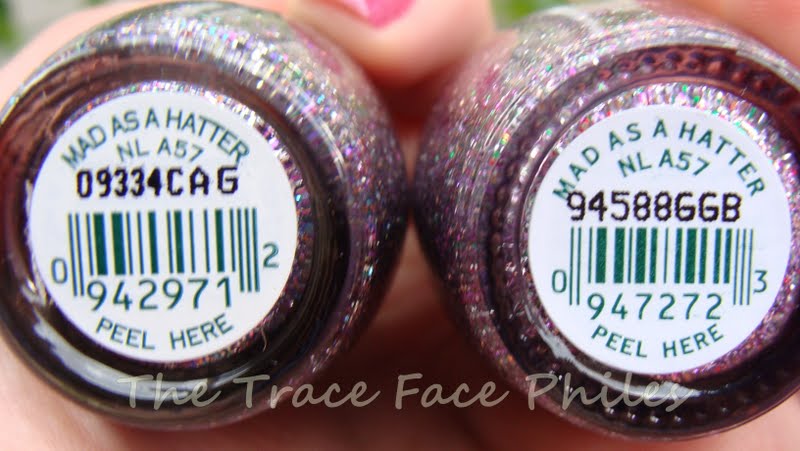 MAD AS A HATTER
NL A57
09334CAG
0 942971 2
PEEL HERE
MAD AS A HATTER
NL A57
94588GGB
0 947272 3
PEEL HERE
The Trace Face Philes